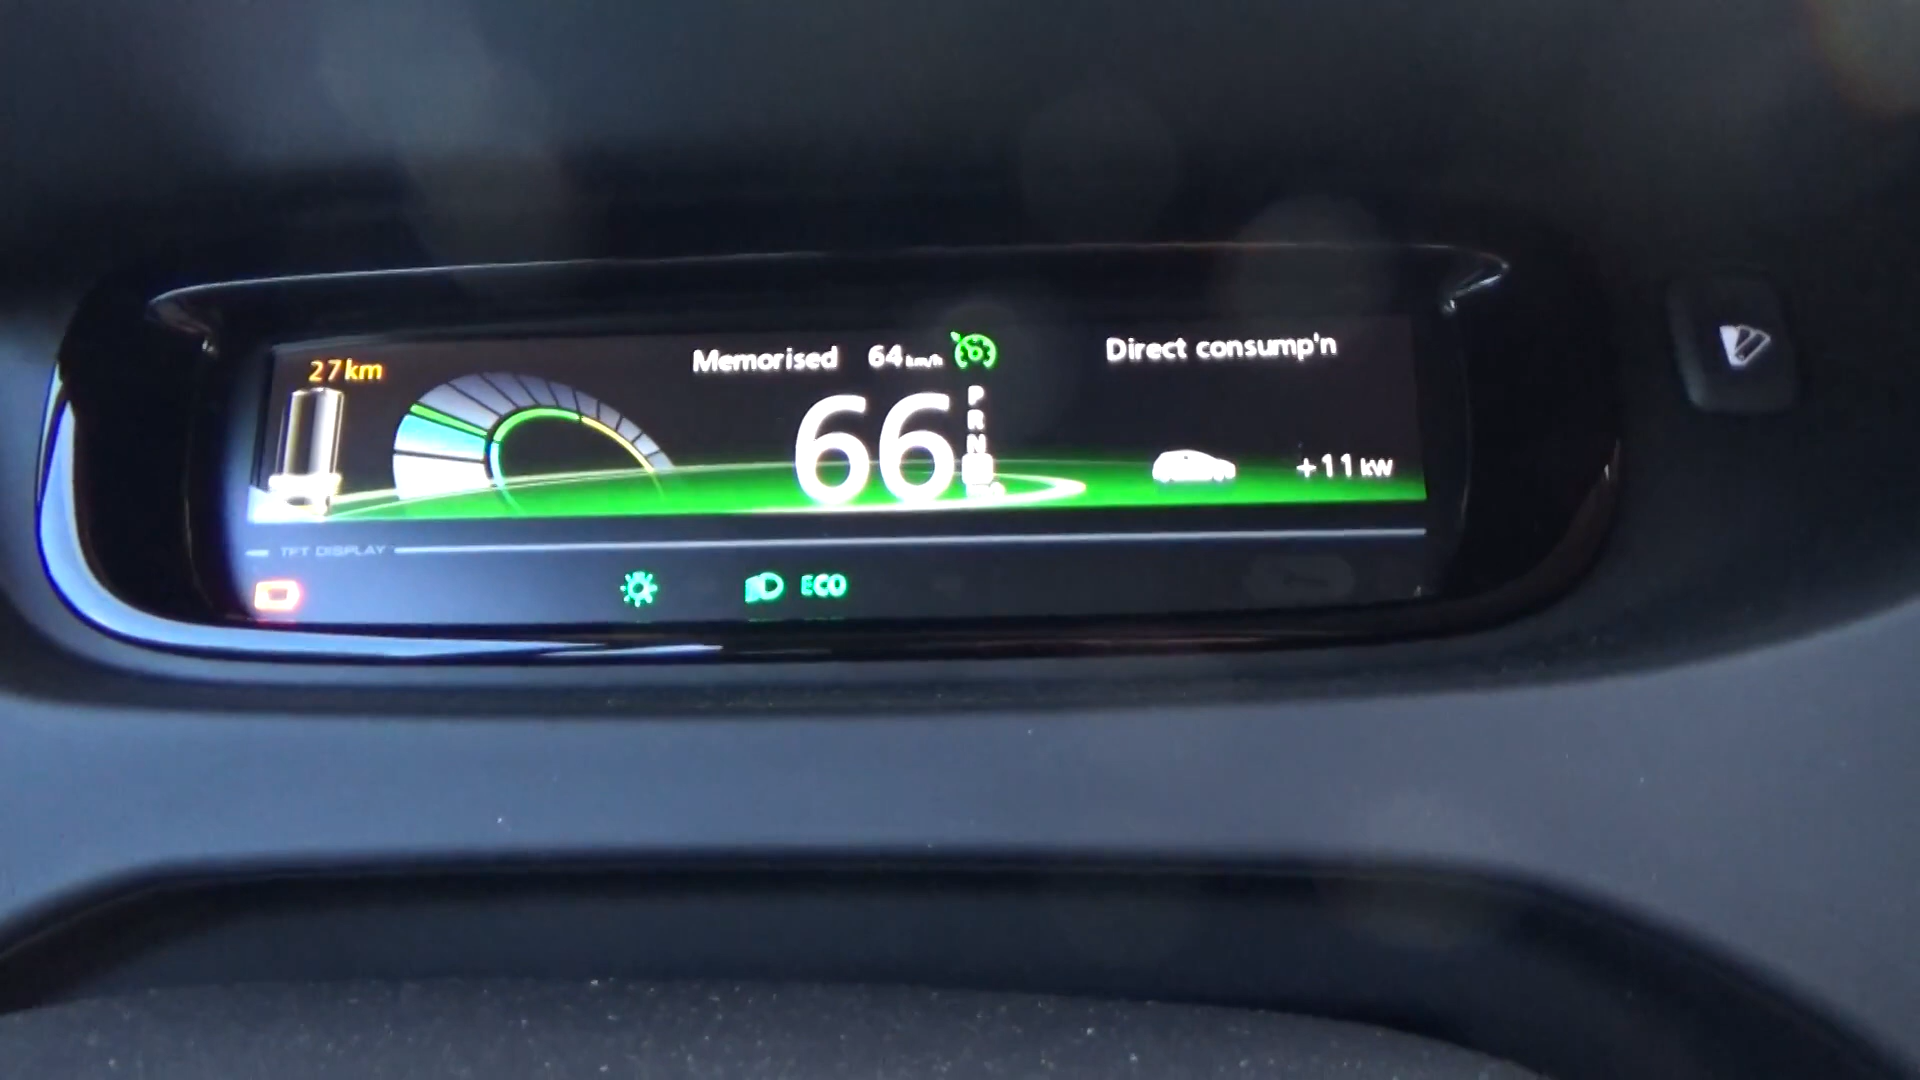 27km
Memorised 64 km/h
Direct consump'n
66
P
R
N
+11 kW
TFT DISPLAY
ECO